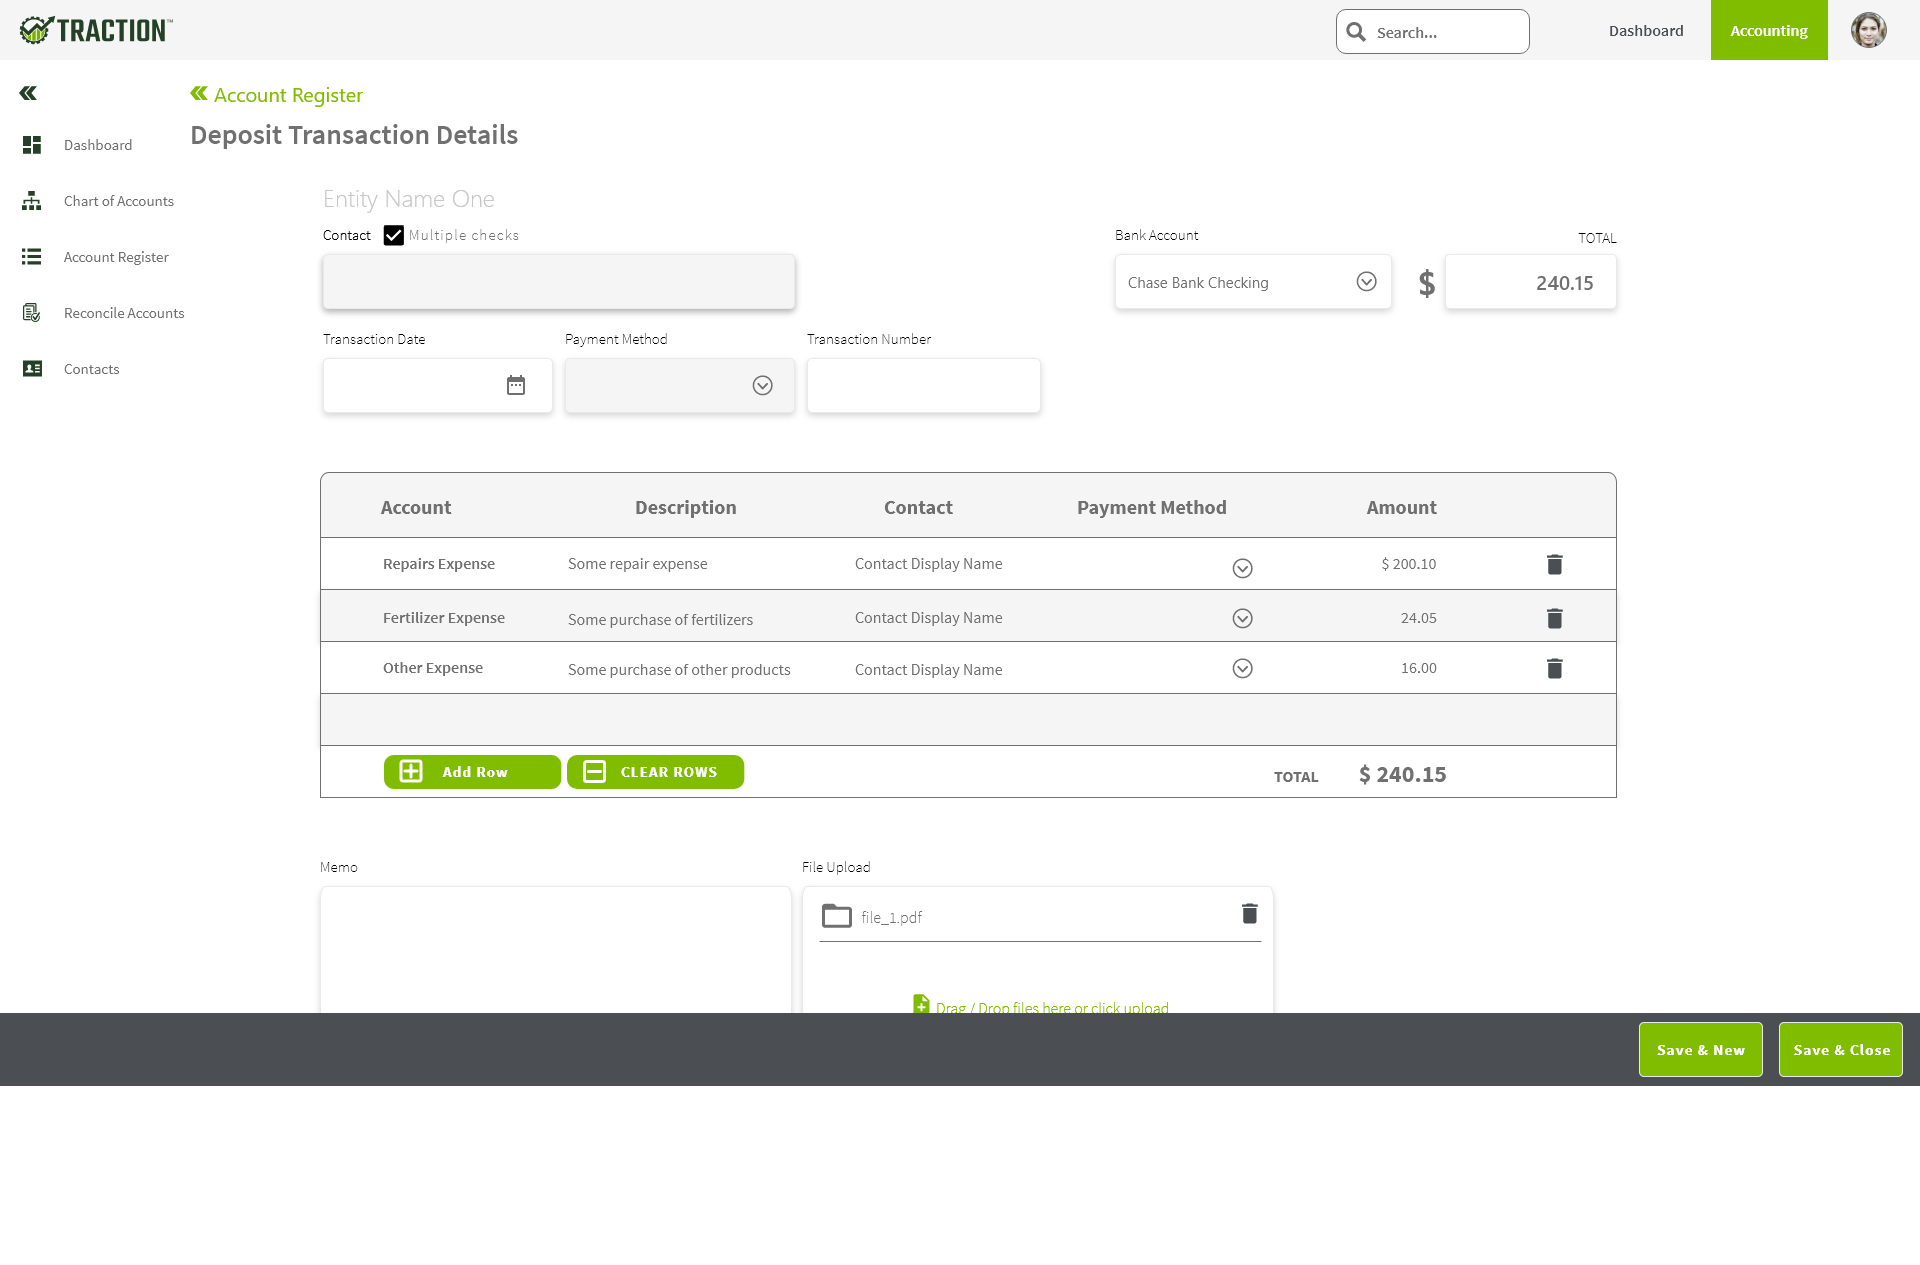 TRACTION™
Search...
Dashboard
Accounting
Account Register
Deposit Transaction Details
Dashboard
Chart of Accounts
Account Register
Reconcile Accounts
Contacts
Entity Name One
Contact
Multiple checks
Bank Account
TOTAL
Chase Bank Checking
$
240.15
Transaction Date
Payment Method
Transaction Number
Account Description Contact Payment Method Amount
Repairs Expense Some repair expense Contact Display Name $ 200.10
Fertilizer Expense Some purchase of fertilizers Contact Display Name 24.05
Other Expense Some purchase of other products Contact Display Name 16.00
Add Row
CLEAR ROWS
TOTAL $ 240.15
Memo
File Upload
file_1.pdf
Drag / Drop files here or click upload
Save & New
Save & Close